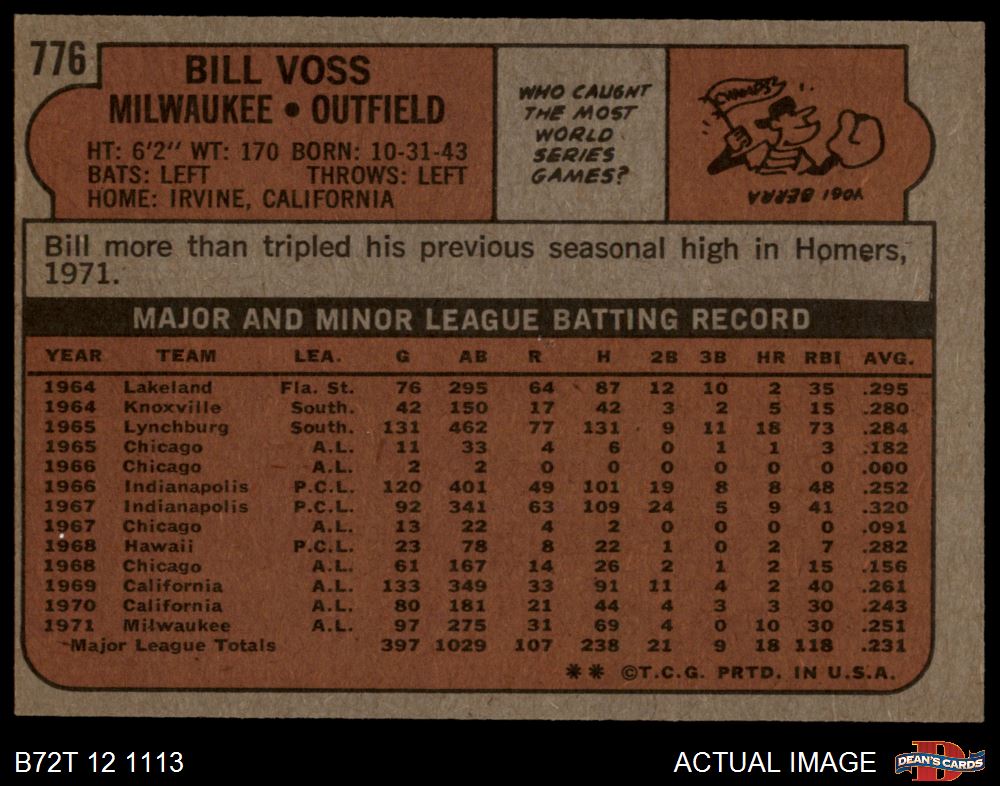 776
BILL VOSS
MILWAUKEE • OUTFIELD
HT: 6'2" WT: 170 BORN: 10-31-43
BATS: LEFT THROWS: LEFT
HOME: IRVINE, CALIFORNIA
WHO CAUGHT
THE MOST
WORLD
SERIES
GAMES?
CHAMPS
YOGI BERRA
Bill more than tripled his previous seasonal high in Homers,
1971.
MAJOR AND MINOR LEAGUE BATTING RECORD
YEAR TEAM LEA. G AB R H 2B 3B HR RBI AVG.
1964 Lakeland Fla. St. 76 295 64 87 12 10 2 35 .295
1964 Knoxville South. 42 150 17 42 3 2 5 15 .280
1965 Lynchburg South. 131 462 77 131 9 11 18 73 .284
1965 Chicago A.L. 11 33 4 6 0 1 1 3 .182
1966 Chicago A.L. 2 2 0 0 0 0 0 0 .000
1966 Indianapolis P.C.L. 120 401 49 101 19 8 8 48 .252
1967 Indianapolis P.C.L. 92 341 63 109 24 5 9 41 .320
1967 Chicago A.L. 13 22 4 2 0 0 0 0 .091
1968 Hawaii P.C.L. 23 78 8 22 1 0 2 7 .282
1968 Chicago A.L. 61 167 14 26 2 1 2 15 .156
1969 California A.L. 133 349 33 91 11 4 2 40 .261
1970 California A.L. 80 181 21 44 4 3 3 30 .243
1971 Milwaukee A.L. 97 275 31 69 4 0 10 30 .251
Major League Totals 397 1029 107 238 21 9 18 118 .231
** ©T.C.G. PRTD. IN U.S.A.
B72T 12 1113
ACTUAL IMAGE
D
DEAN'S CARDS